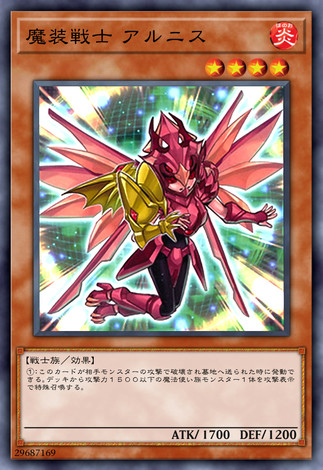 魔装戦士 アルニス
ほのお
炎
【戦士族／効果】
①:このカードが相手モンスターの攻撃で破壊され墓地へ送られた時に発動で
きる。デッキから攻撃力１５００以下の魔法使い族モンスター１体を攻撃表示
で特殊召喚する。
ATK/ 1700 DEF/ 1200
29687169